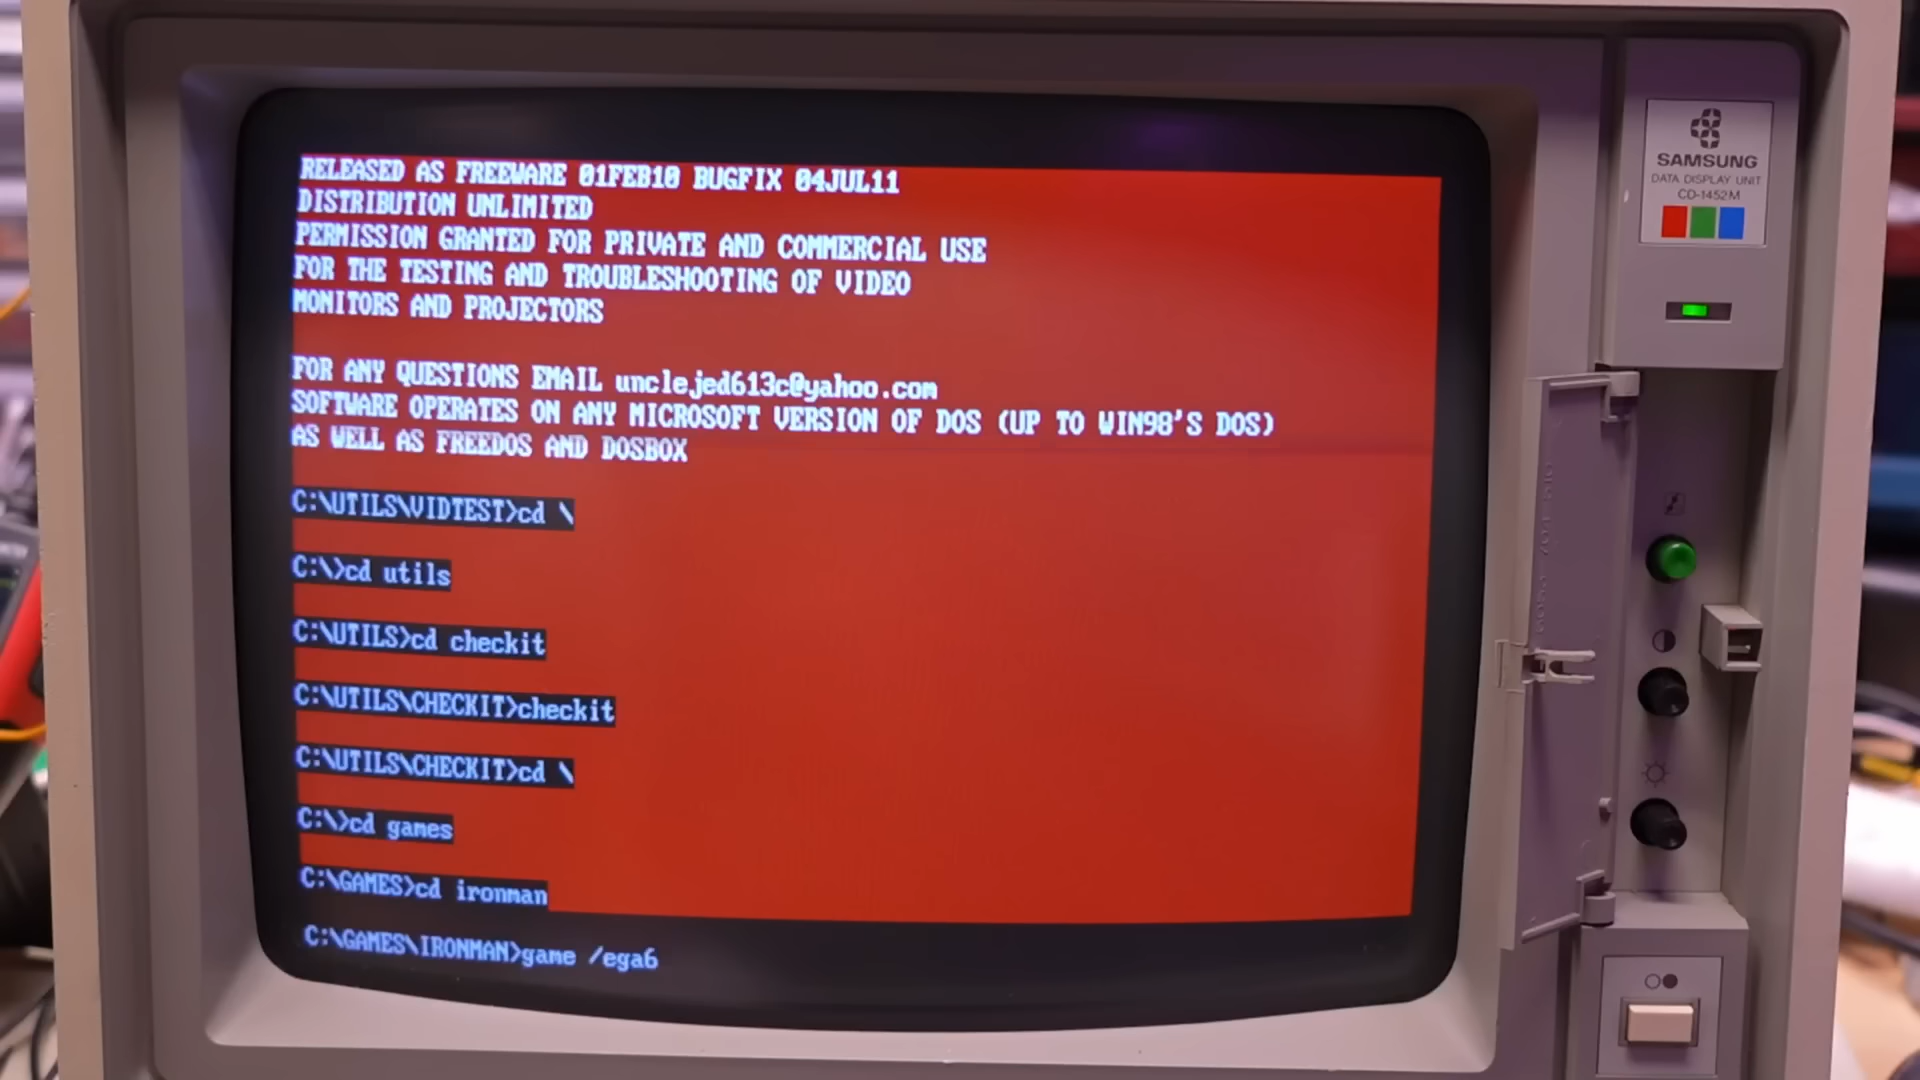 RELEASED AS FREEWARE 01FEB10 BUGFIX 04JUL11
DISTRIBUTION UNLIMITED
PERMISSION GRANTED FOR PRIVATE AND COMMERCIAL USE
FOR THE TESTING AND TROUBLESHOOTING OF VIDEO
MONITORS AND PROJECTORS
FOR ANY QUESTIONS EMAIL unclejed613c@yahoo.com
SOFTWARE OPERATES ON ANY MICROSOFT VERSION OF DOS (UP TO WIN98'S DOS)
AS WELL AS FREEDOS AND DOSBOX
C:\UTILS\VIDTEST>cd \
C:\>cd utils
C:\UTILS>cd checkit
C:\UTILS\CHECKIT>checkit
C:\UTILS\CHECKIT>cd \
C:\>cd games
C:\GAMES>cd ironman
C:\GAMES\IRONMAN>game /ega6
SAMSUNG
DATA DISPLAY UNIT
CD-1452M